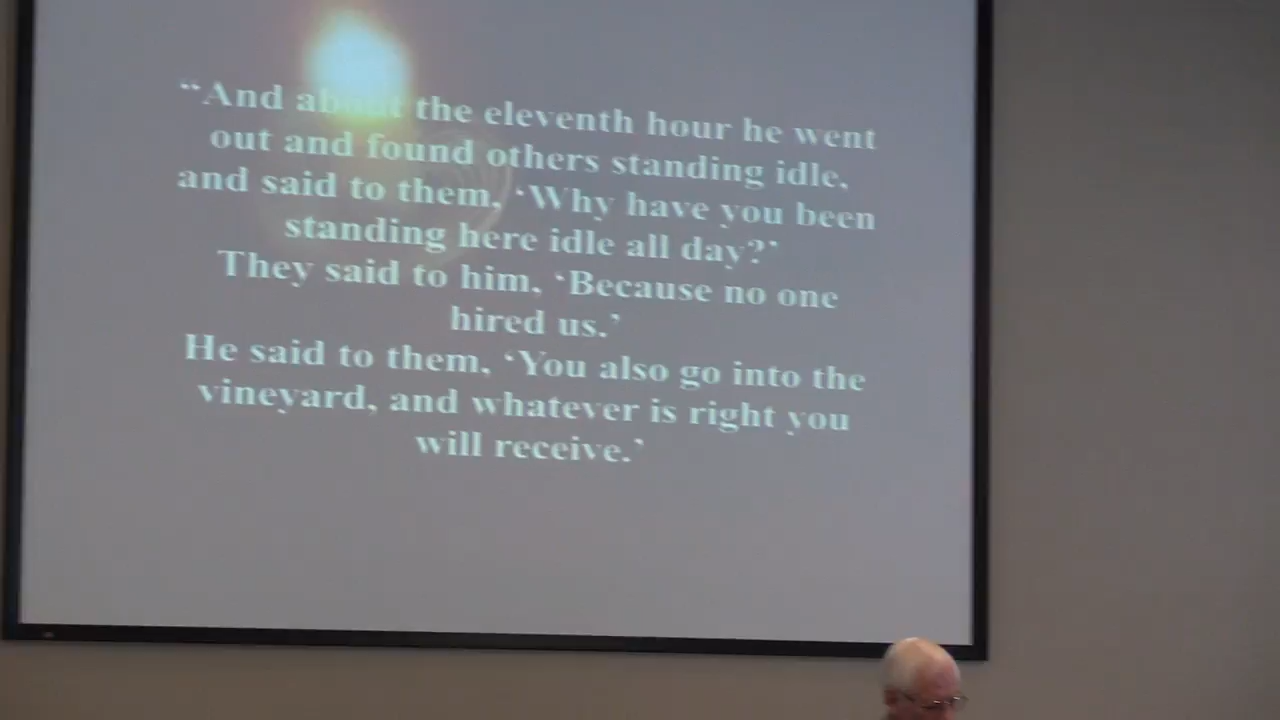 “And about the eleventh hour he went
out and found others standing idle,
and said to them, ‘Why have you been
standing here idle all day?’
They said to him, ‘Because no one
hired us.’
He said to them, ‘You also go into the
vineyard, and whatever is right you
will receive.’